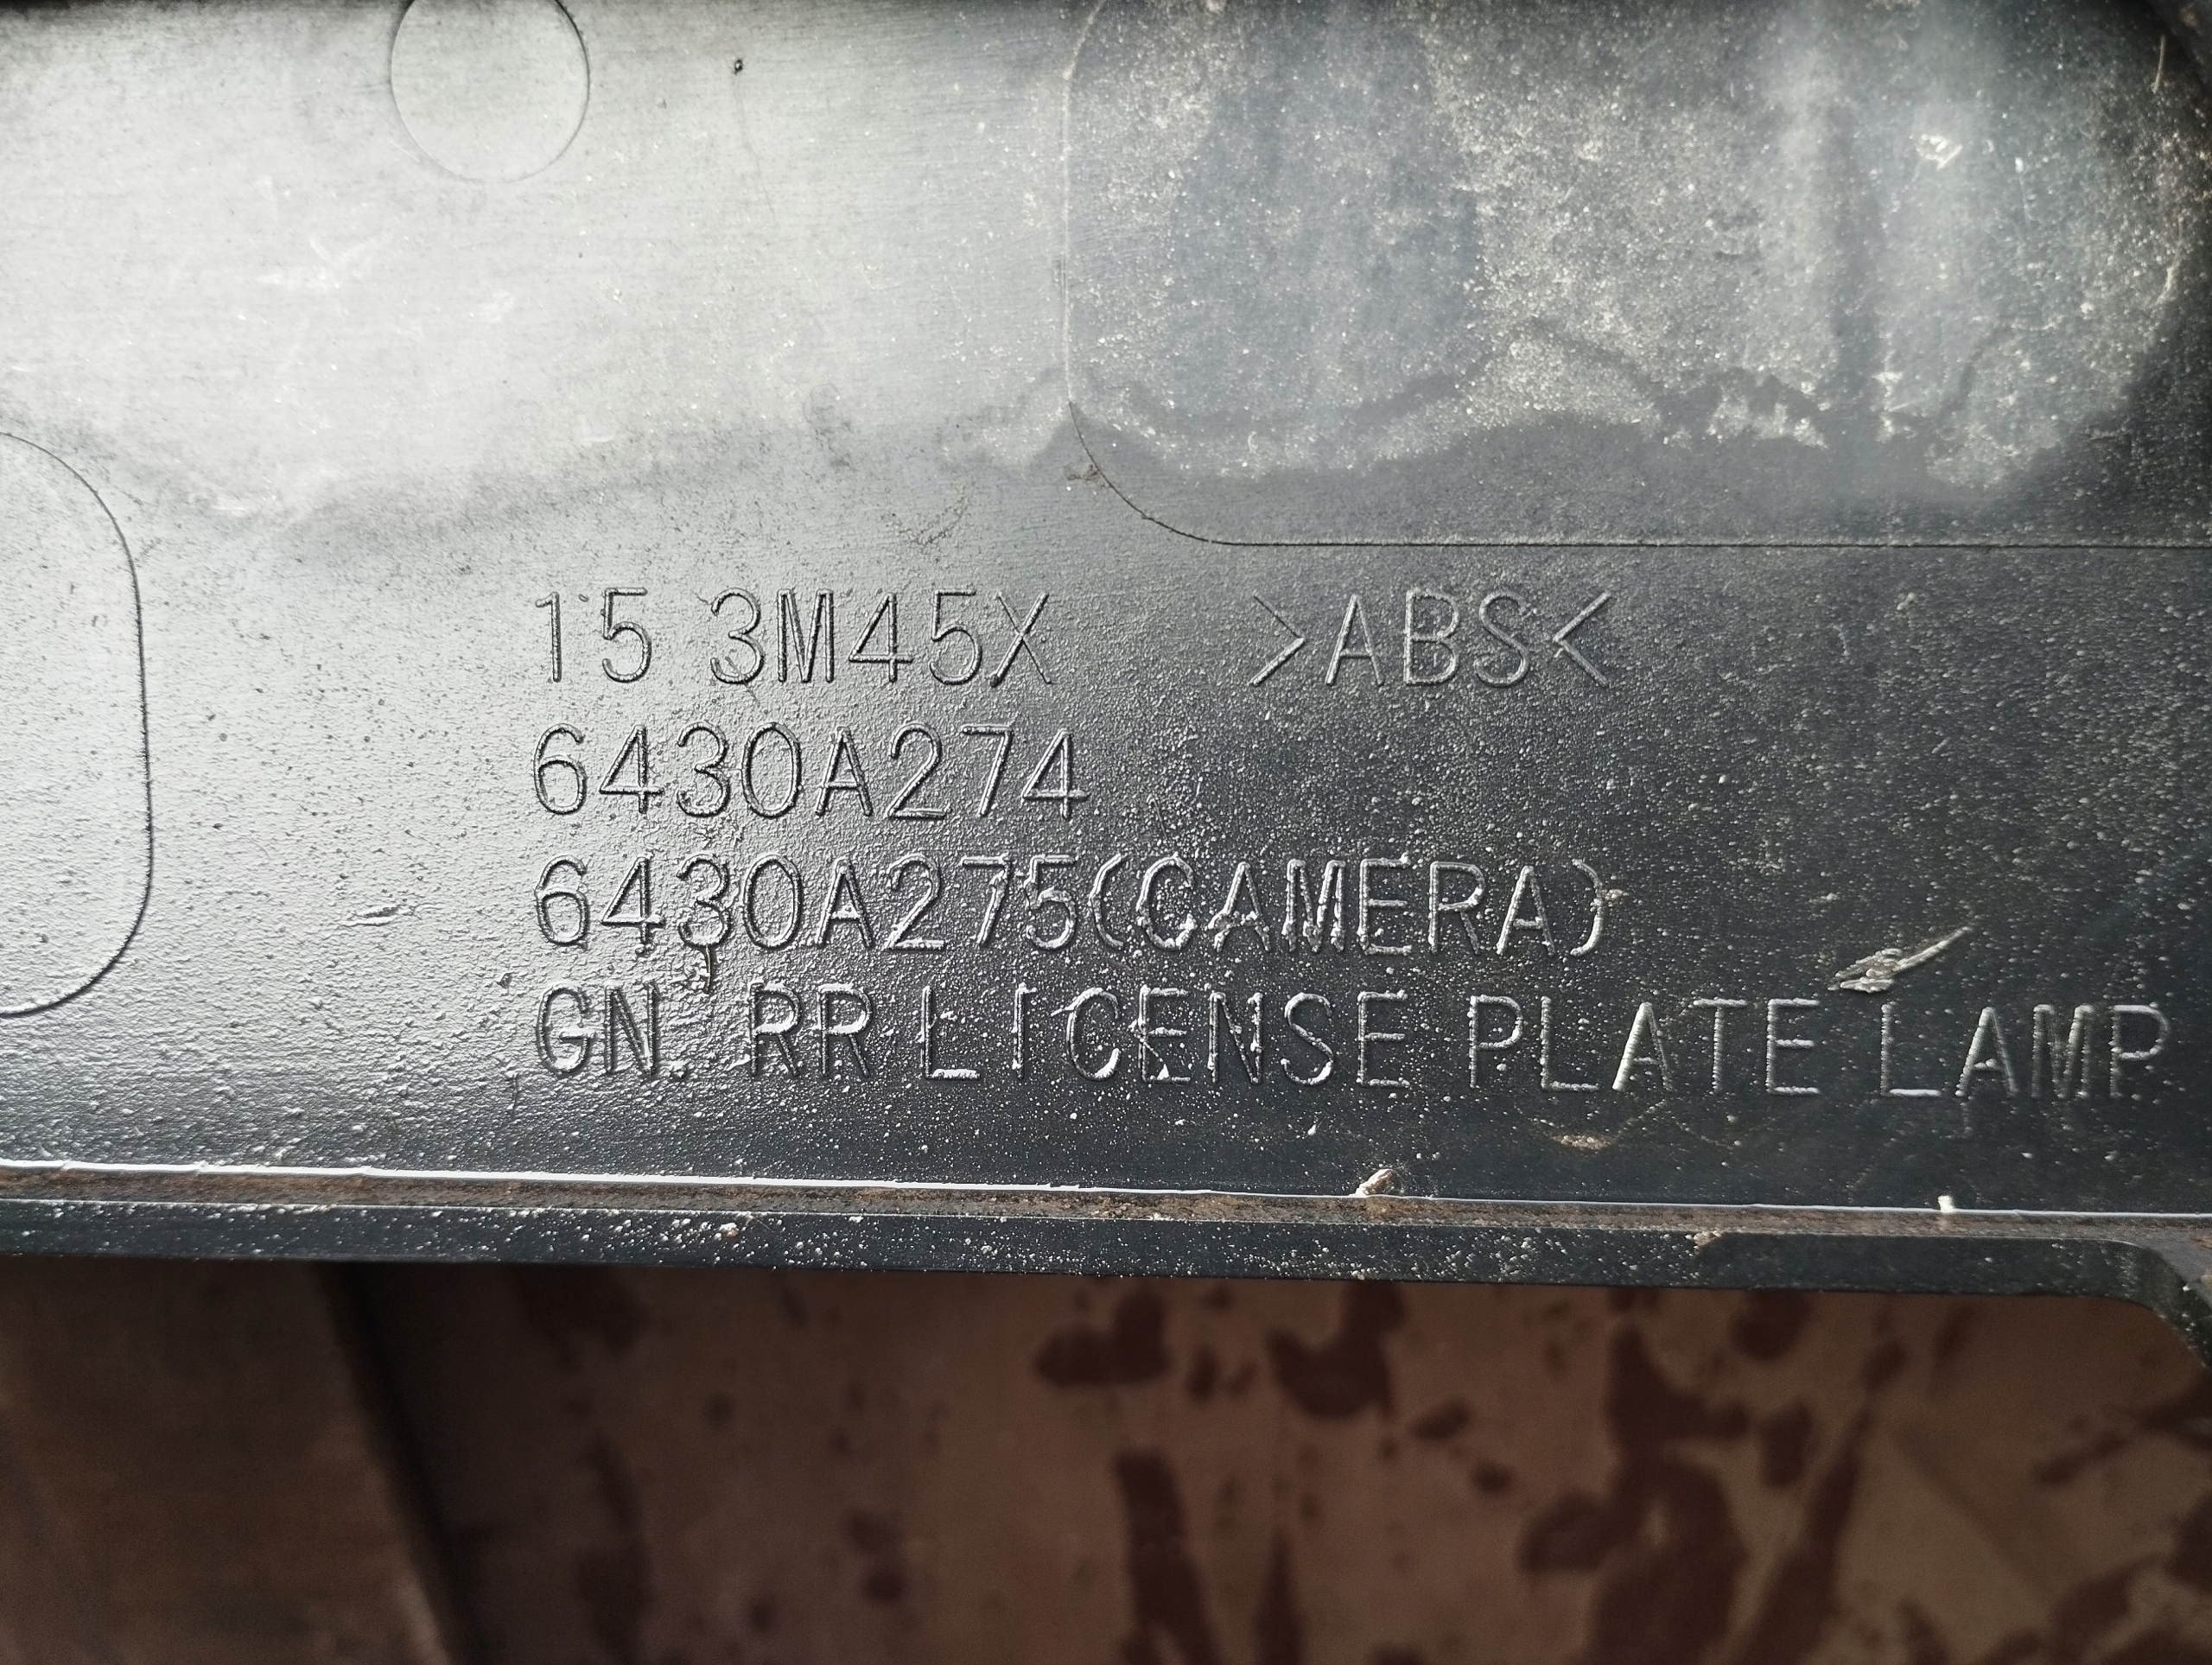 15 3M45X >ABS<
6430A274
6430A275(CAMERA)
GN. RR LICENSE PLATE LAMP